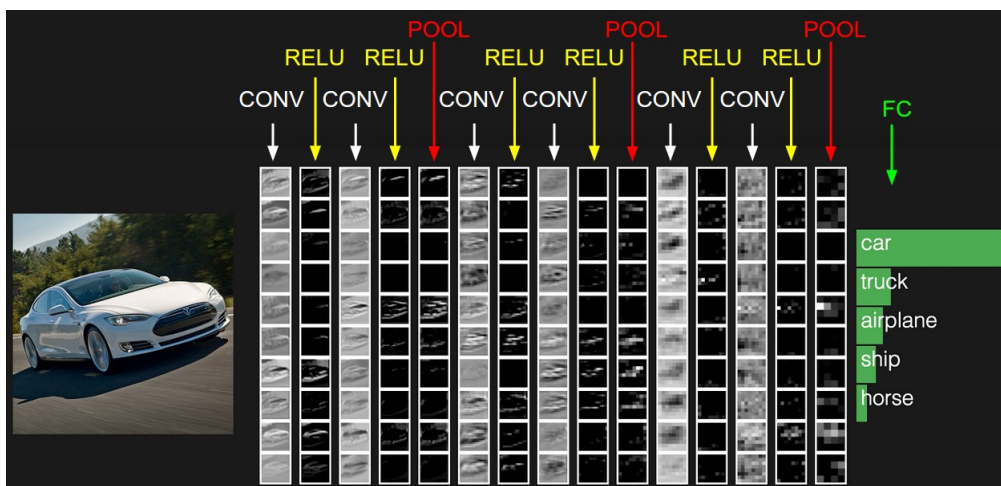 POOL POOL POOL
RELU RELU RELU RELU RELU RELU
CONV CONV CONV CONV CONV CONV
FC
car
truck
airplane
ship
horse